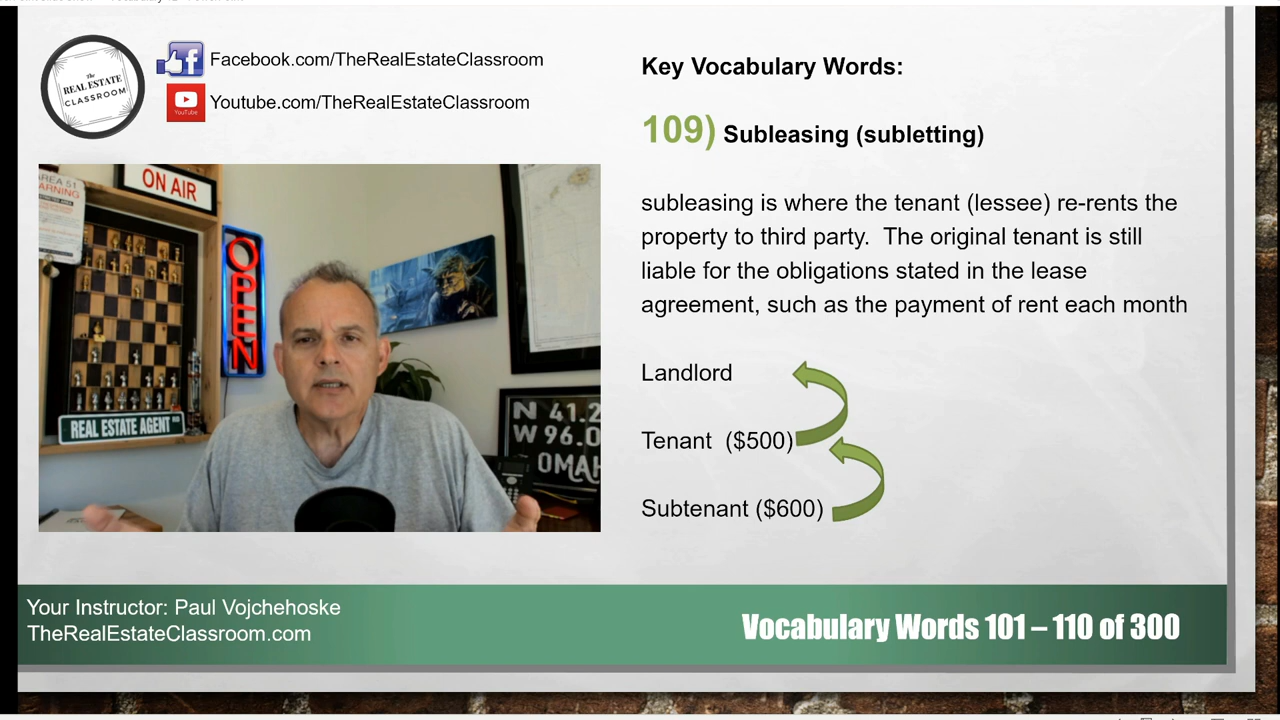 The
REAL ESTATE
CLASSROOM
Facebook.com/TheRealEstateClassroom
YouTube
Youtube.com/TheRealEstateClassroom
AREA 51
ON AIR
OPEN
REAL ESTATE AGENT
N 41.2
W 96.0
OMAH
Key Vocabulary Words:
109) Subleasing (subletting)
subleasing is where the tenant (lessee) re-rents the
property to third party.  The original tenant is still
liable for the obligations stated in the lease
agreement, such as the payment of rent each month
Landlord
Tenant  ($500)
Subtenant ($600)
Your Instructor: Paul Vojchehoske
TheRealEstateClassroom.com
Vocabulary Words 101 – 110 of 300